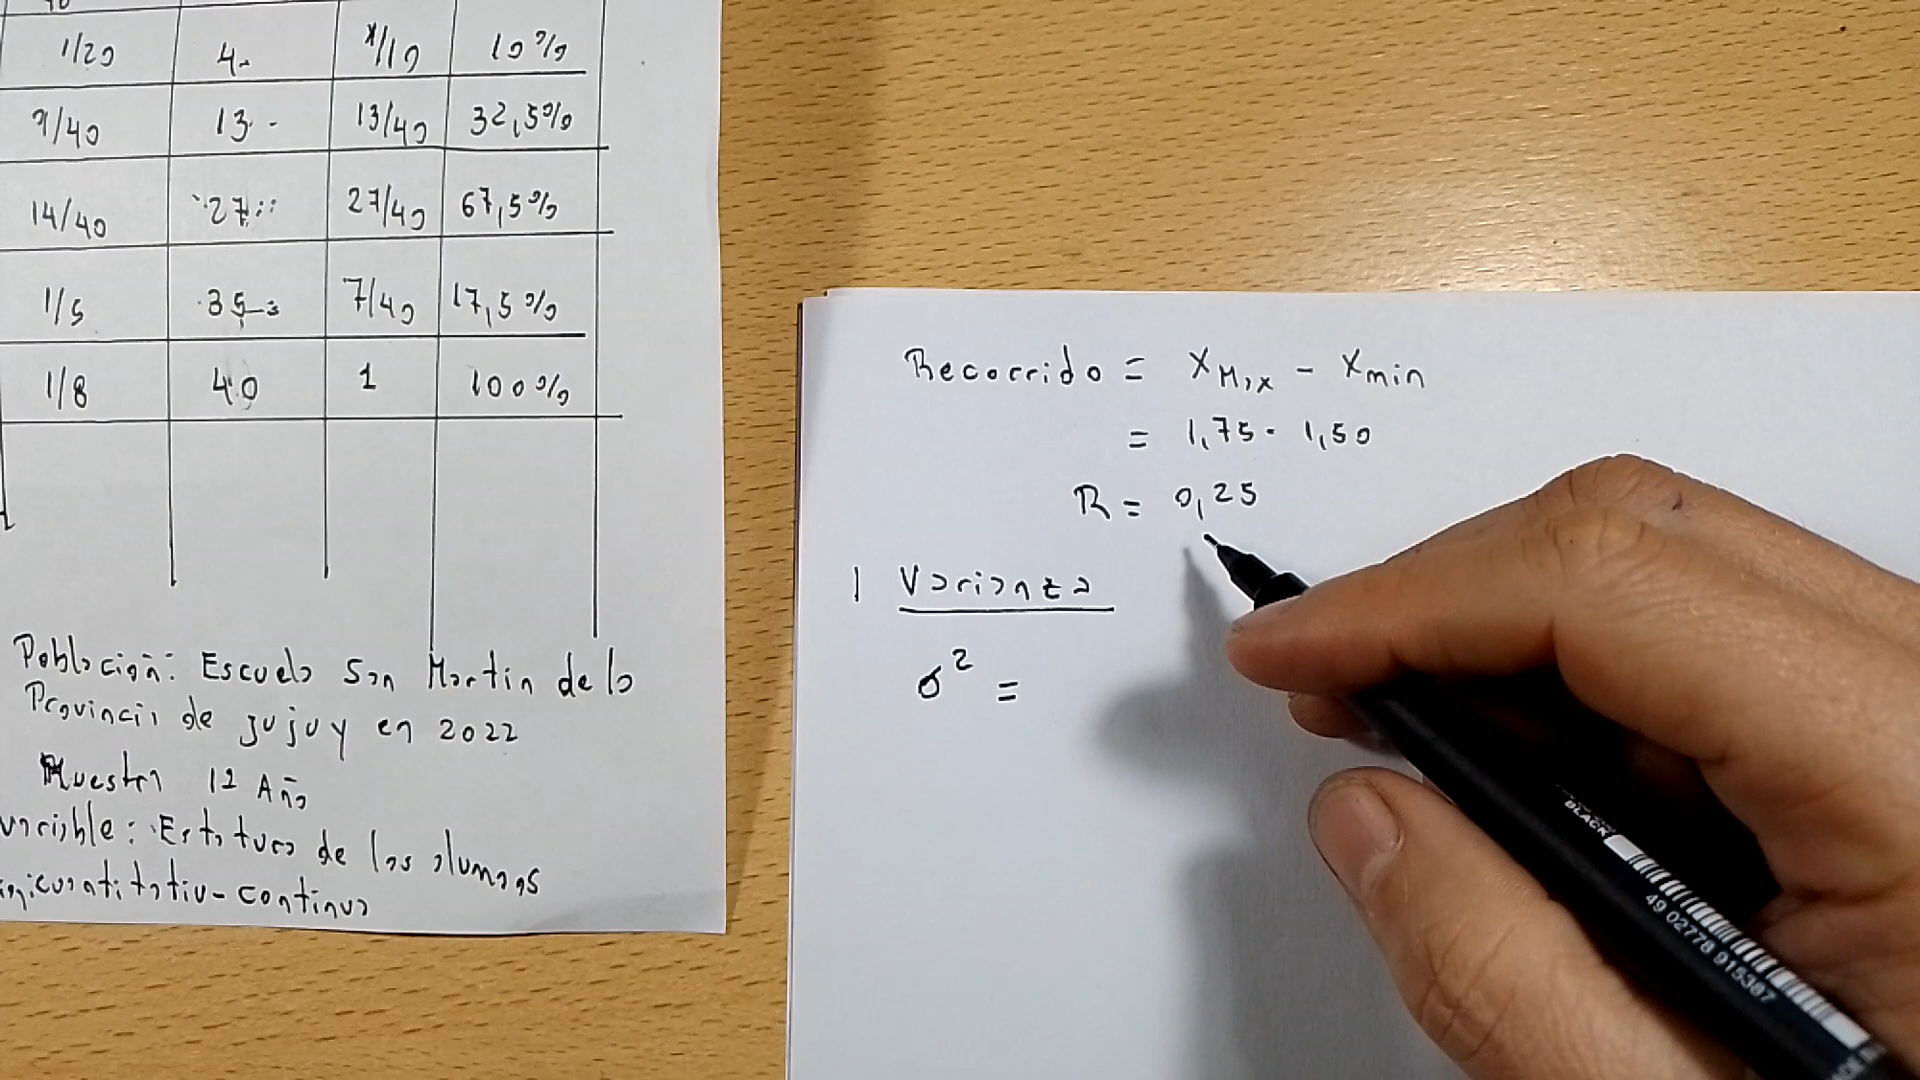 1/20 4 1/10 10%
9/40 13 13/40 32,5%
14/40 27 27/40 67,5%
1/5 35 7/40 17,5%
1/8 40 1 100%
Población: Escuela San Martin de la
Provincia de jujuy en 2022
Muestra 12 Año
variable: Estatura de los alumnos
cuantitativ-continua
Recorrido = xMax - xmin
= 1,75 - 1,50
R = 0,25
1 Varianza
σ² =
BLACK
49 02778 915387